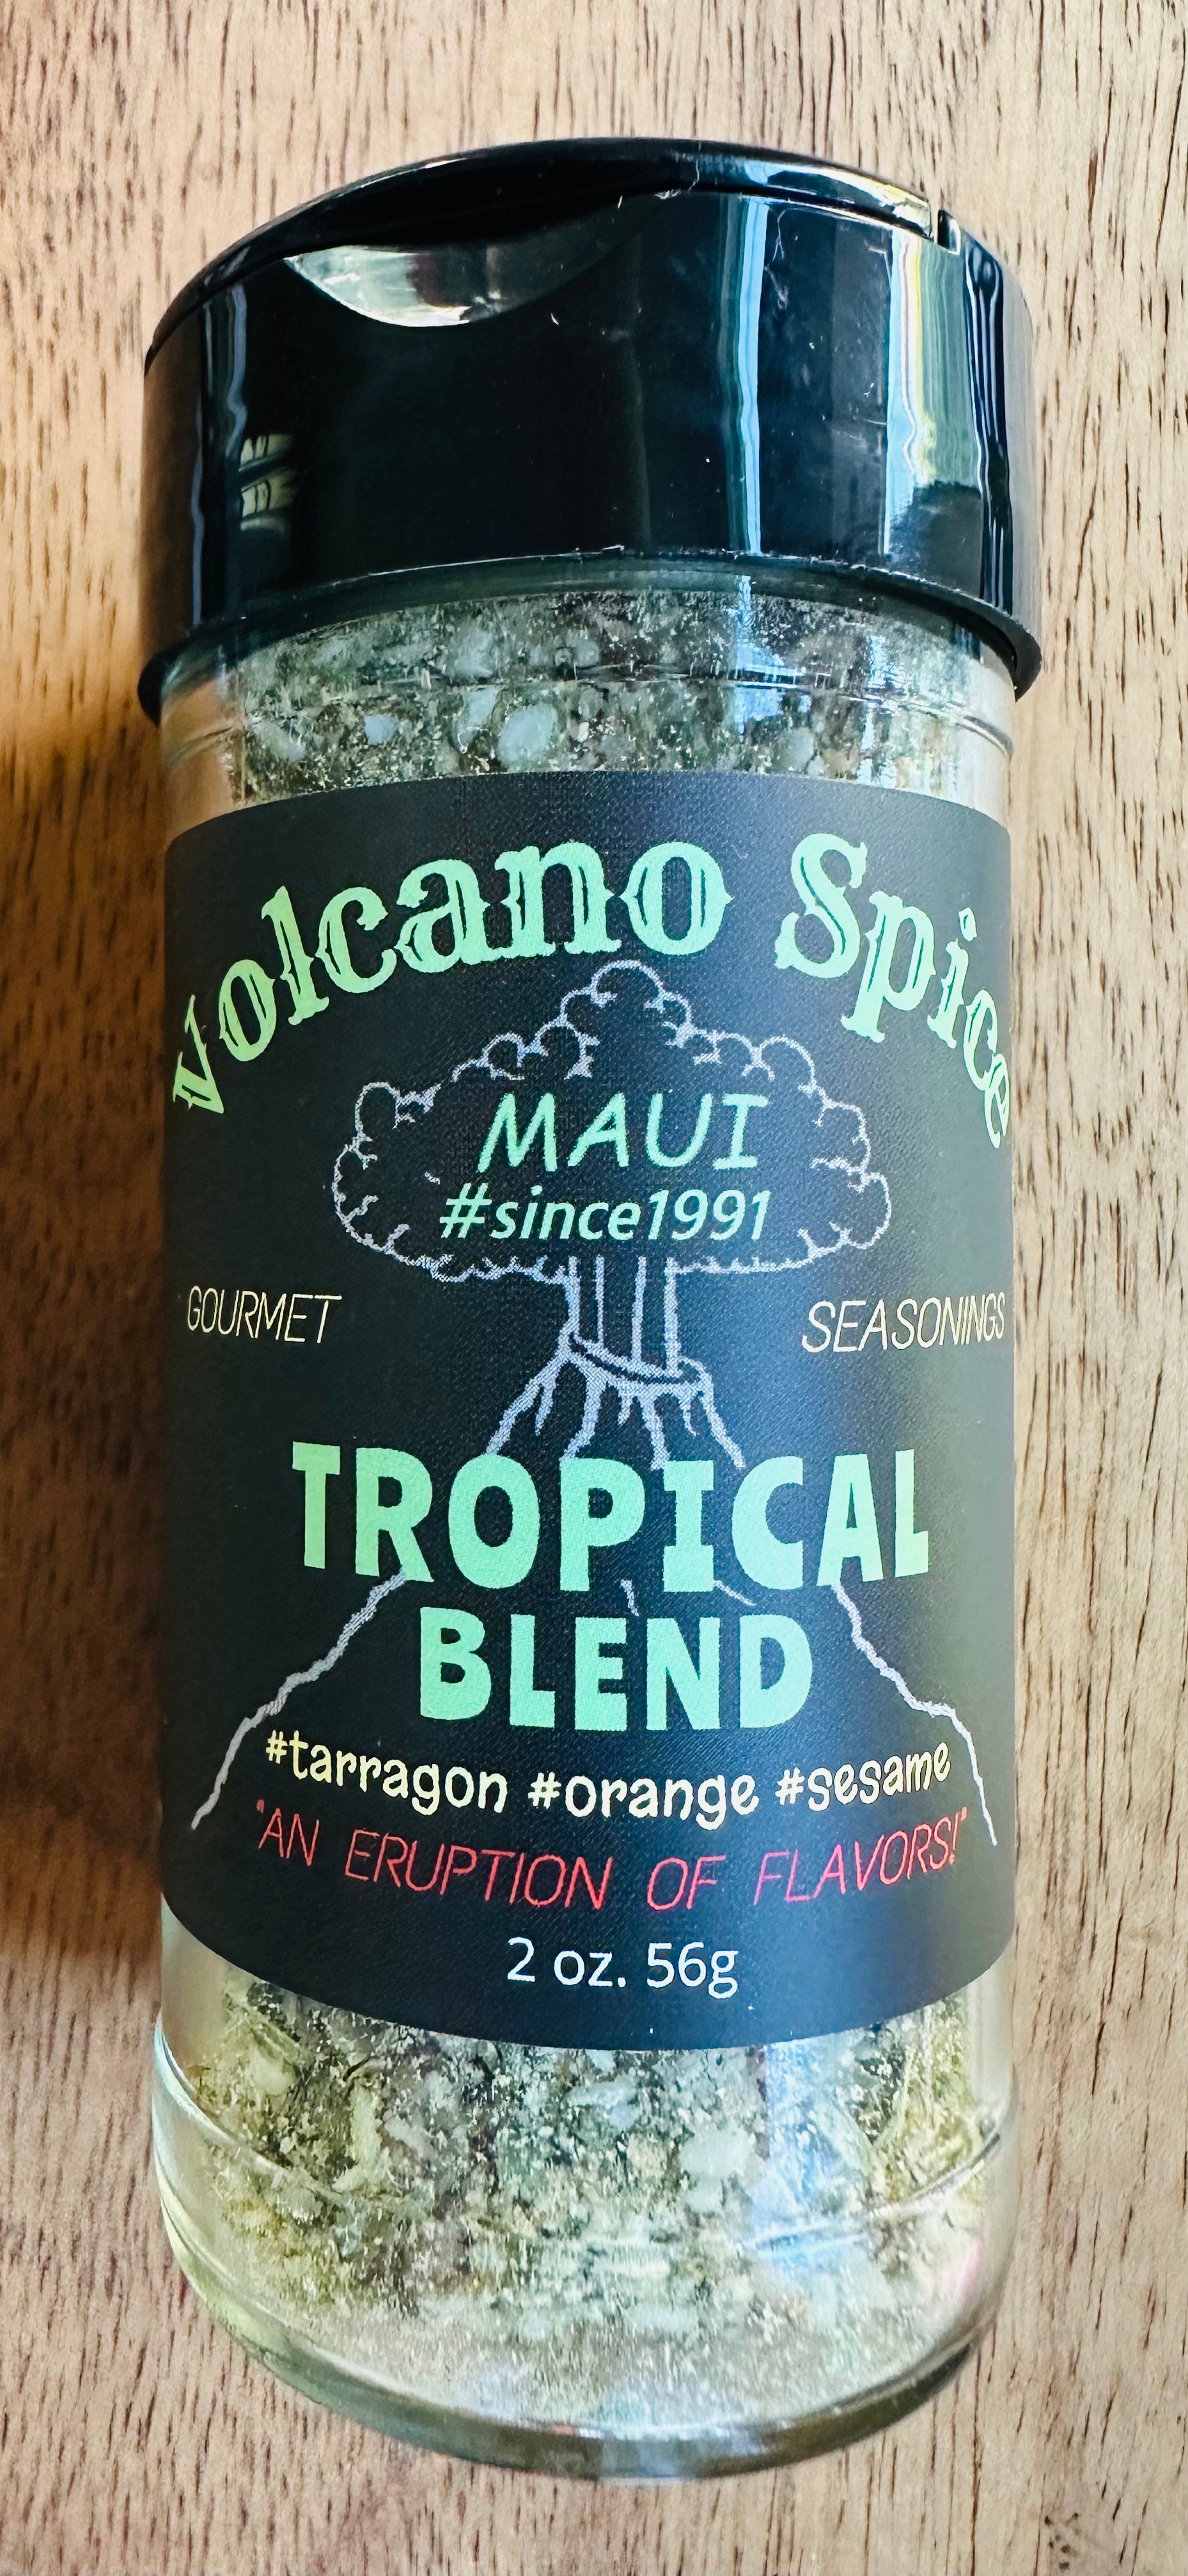 Volcano Spice
MAUI
#since1991
GOURMET SEASONINGS
TROPICAL
BLEND
#tarragon #orange #sesame
"AN ERUPTION OF FLAVORS!"
2 oz. 56g